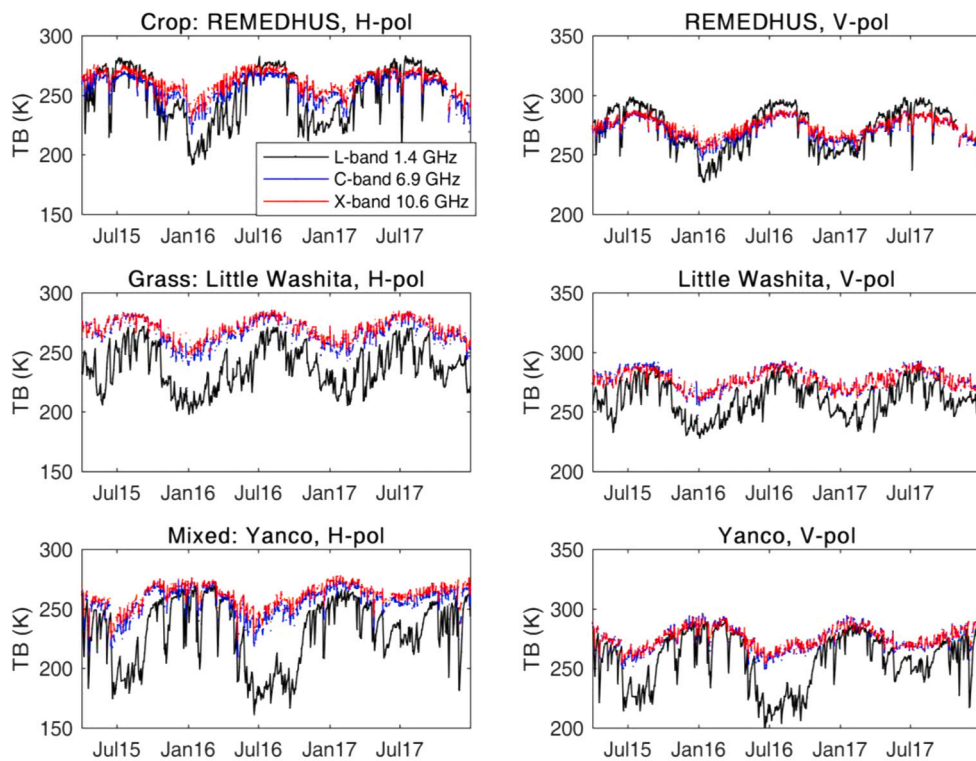 Crop: REMEDHUS, H-pol
300
250
200
150
TB (K)
Jul15 Jan16 Jul16 Jan17 Jul17
L-band 1.4 GHz
C-band 6.9 GHz
X-band 10.6 GHz
REMEDHUS, V-pol
350
300
250
200
TB (K)
Jul15 Jan16 Jul16 Jan17 Jul17
Grass: Little Washita, H-pol
300
250
200
150
TB (K)
Jul15 Jan16 Jul16 Jan17 Jul17
Little Washita, V-pol
350
300
250
200
TB (K)
Jul15 Jan16 Jul16 Jan17 Jul17
Mixed: Yanco, H-pol
300
250
200
150
TB (K)
Jul15 Jan16 Jul16 Jan17 Jul17
Yanco, V-pol
350
300
250
200
TB (K)
Jul15 Jan16 Jul16 Jan17 Jul17